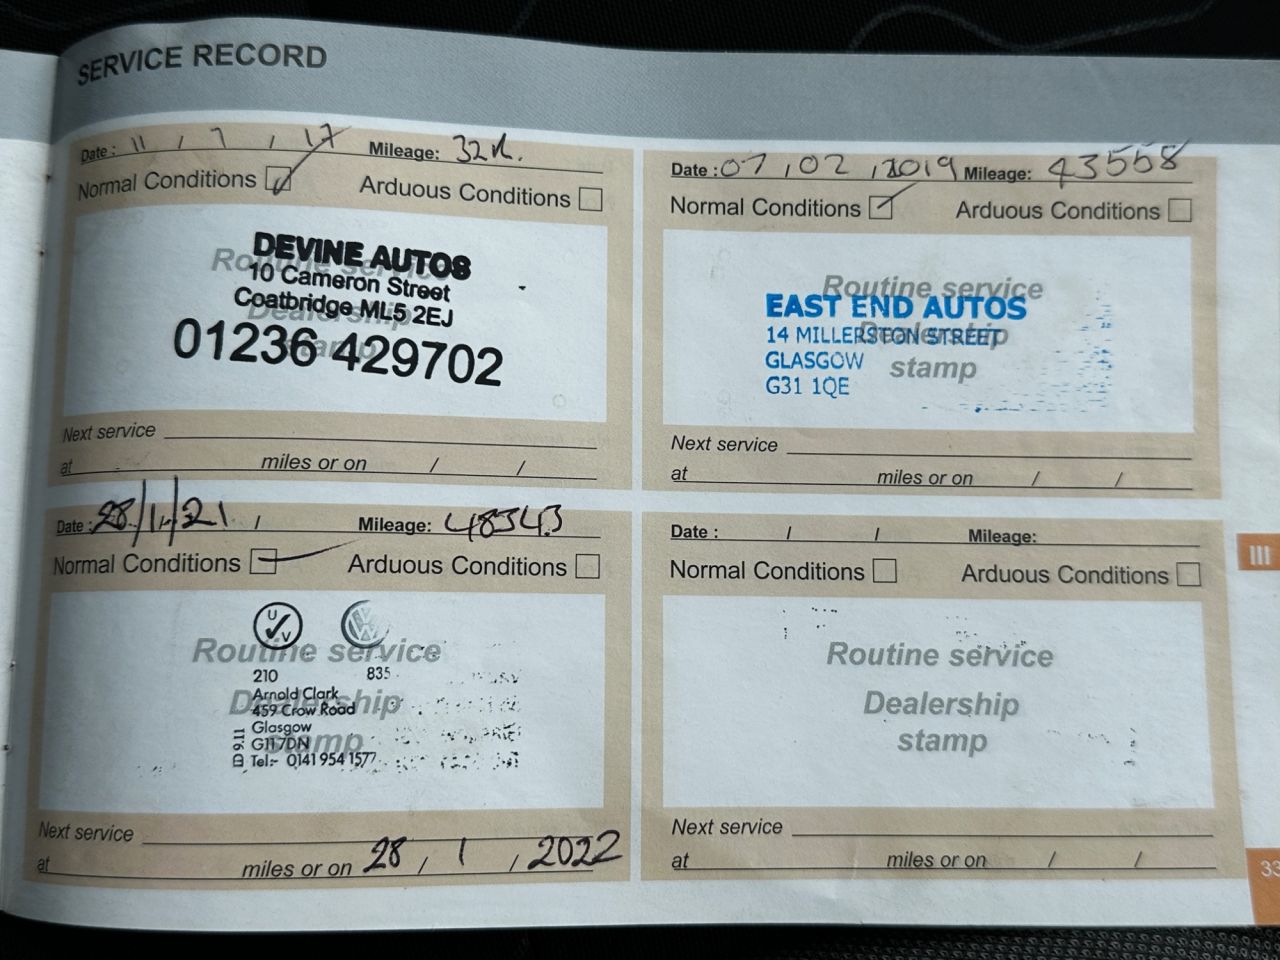 SERVICE RECORD
Date: 11 / 7 / 17 Mileage: 32k.
Normal Conditions Arduous Conditions
Routine service
Dealership
stamp
DEVINE AUTOS
10 Cameron Street
Coatbridge ML5 2EJ
01236 429702
Next service
at miles or on / /
Date: 07 / 02 / 2019 Mileage: 43558
Normal Conditions Arduous Conditions
Routine service
Dealership
stamp
EAST END AUTOS
14 MILLERSTON STREET
GLASGOW
G31 1QE
Next service
at miles or on / /
Date: 28/1/21 / Mileage: 48343
Normal Conditions Arduous Conditions
Routine service
Dealership
stamp
UV VW
210 835
Arnold Clark
459 Crow Road
Glasgow
G11 7DN
Tel:- 0141 954 1577
Next service
at miles or on 28 / 1 / 2022
Date: / / Mileage:
Normal Conditions Arduous Conditions
Routine service
Dealership
stamp
Next service
at miles or on / /
III
33